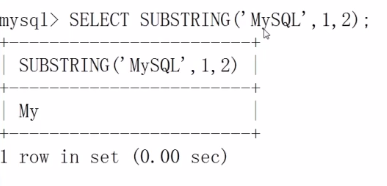 mysql> SELECT SUBSTRING('MySQL',1,2);
+------------------------+
| SUBSTRING('MySQL',1,2) |
+------------------------+
| My                     |
+------------------------+
1 row in set (0.00 sec)